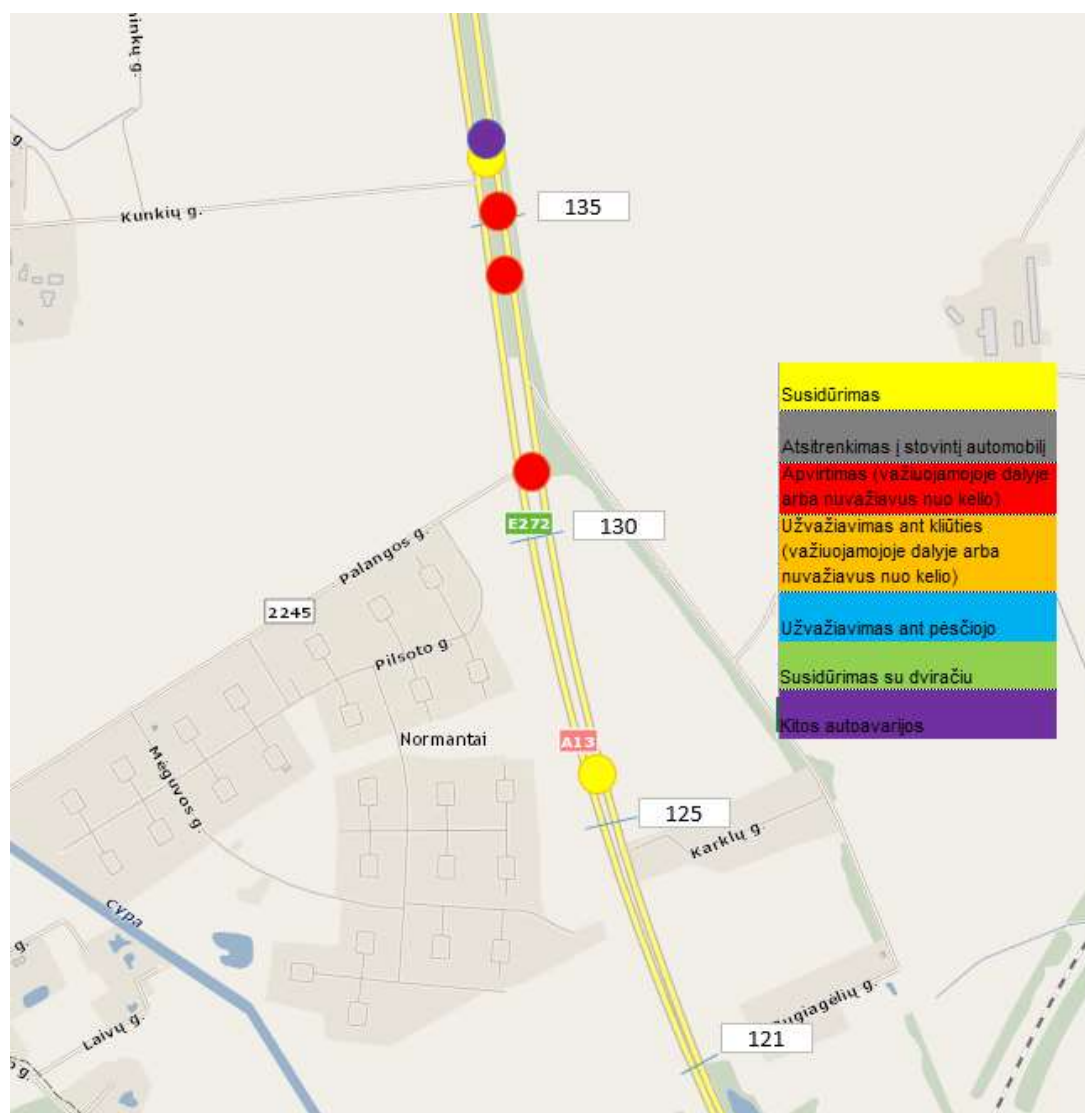 ninkų g.
g.
Kunkių g.
135
Susidūrimas
Atsitrenkimas į stovintį automobilį
Apvirtimas (važiuojamojoje dalyje
arba nuvažiavus nuo kelio)
Užvažiavimas ant kliūties
(važiuojamojoje dalyje arba
nuvažiavus nuo kelio)
Užvažiavimas ant pėsčiojo
Susidūrimas su dviračiu
Kitos autoavarijos
E272
130
Palangos g.
2245
Pilsoto g.
Normantai
A13
Mėguvos g.
125
Karklų g.
Cypa
g.
ugiagėlių g.
Laivų g.
121
o g.